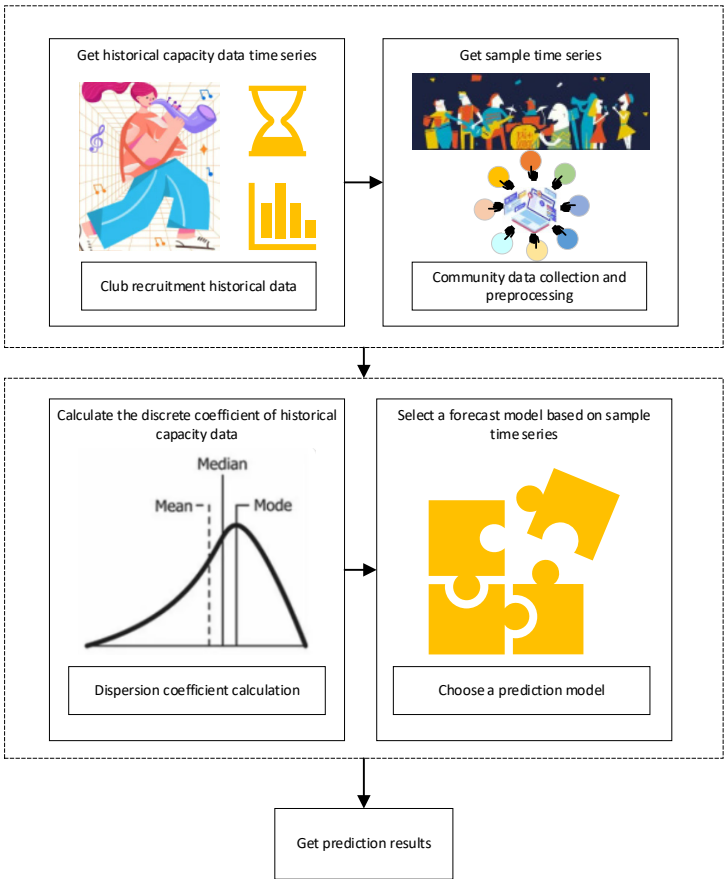 Get historical capacity data time series
Club recruitment historical data
Get sample time series
Community data collection and
preprocessing
Calculate the discrete coefficient of historical
capacity data
Median
Mean
Mode
Dispersion coefficient calculation
Select a forecast model based on sample
time series
Choose a prediction model
Get prediction results